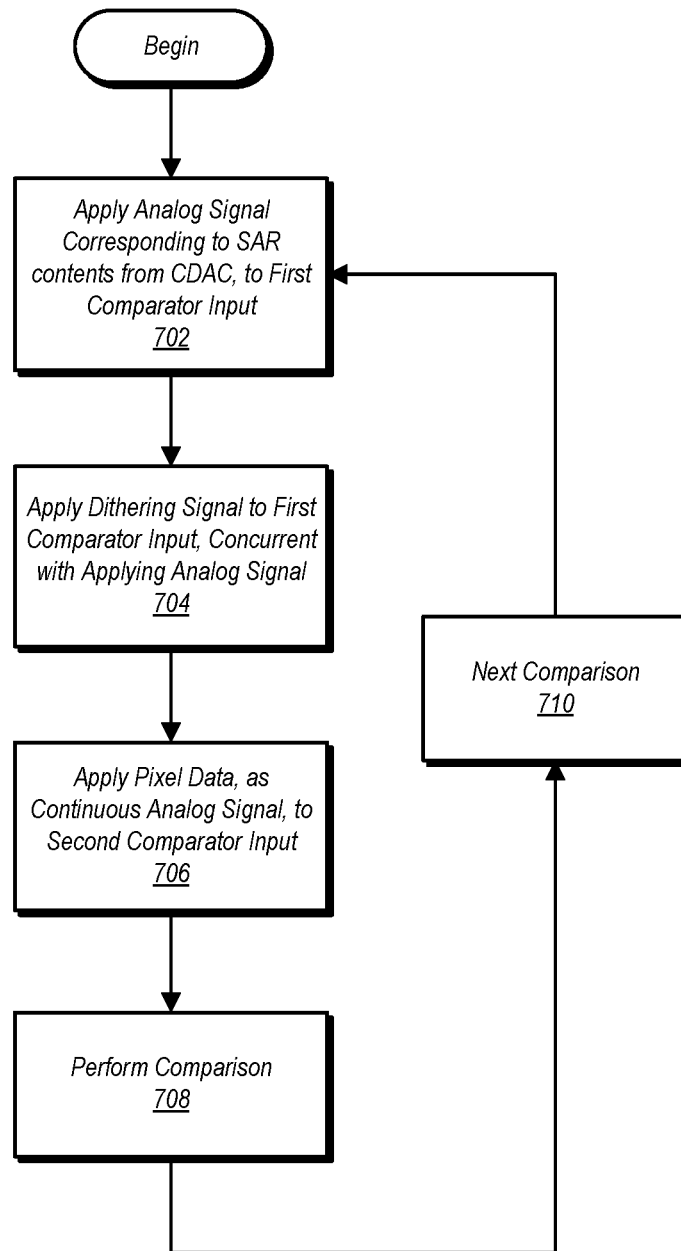 Begin
Apply Analog Signal
Corresponding to SAR
contents from CDAC, to First
Comparator Input
702
Apply Dithering Signal to First
Comparator Input, Concurrent
with Applying Analog Signal
704
Apply Pixel Data, as
Continuous Analog Signal, to
Second Comparator Input
706
Perform Comparison
708
Next Comparison
710